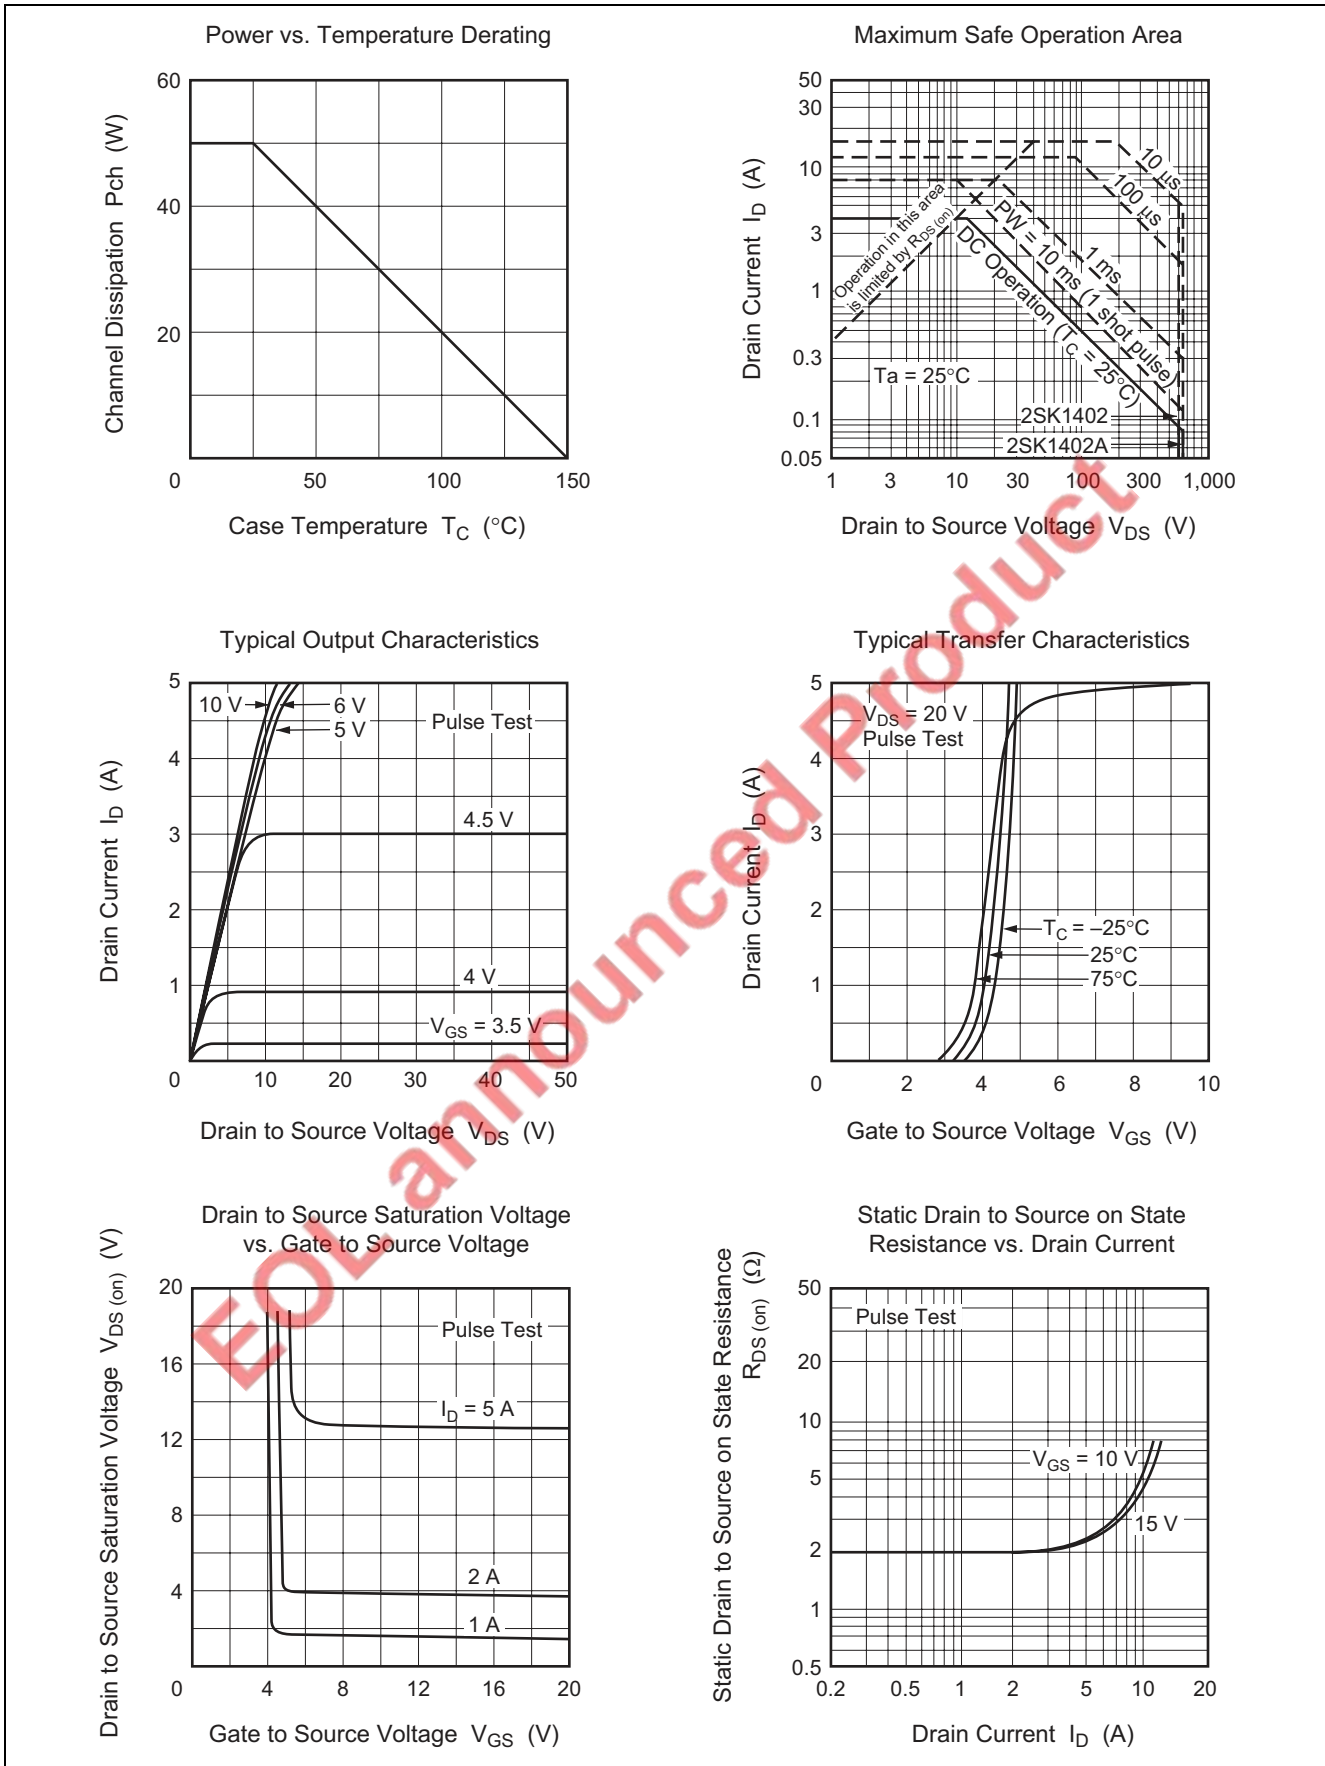 Power vs. Temperature Derating
Channel Dissipation Pch (W)
60
40
20
0 50 100 150
Case Temperature TC (°C)
Maximum Safe Operation Area
Drain Current ID (A)
50
30
10
3
1
0.3
0.1
0.05
10 μs
100 μs
1 ms
PW = 10 ms (1 shot pulse)
DC Operation (TC = 25°C)
Operation in this area
is limited by RDS (on)
Ta = 25°C
2SK1402
2SK1402A
1 3 10 30 100 300 1,000
Drain to Source Voltage VDS (V)
Typical Output Characteristics
Drain Current ID (A)
5
4
3
2
1
10 V
6 V
5 V
Pulse Test
4.5 V
4 V
VGS = 3.5 V
0 10 20 30 40 50
Drain to Source Voltage VDS (V)
Typical Transfer Characteristics
Drain Current ID (A)
5
4
3
2
1
VDS = 20 V
Pulse Test
TC = –25°C
25°C
75°C
0 2 4 6 8 10
Gate to Source Voltage VGS (V)
Drain to Source Saturation Voltage
vs. Gate to Source Voltage
Drain to Source Saturation Voltage VDS (on) (V)
20
16
12
8
4
Pulse Test
ID = 5 A
2 A
1 A
0 4 8 12 16 20
Gate to Source Voltage VGS (V)
Static Drain to Source on State
Resistance vs. Drain Current
Static Drain to Source on State Resistance
RDS (on) (Ω)
50
20
10
5
2
1
0.5
Pulse Test
VGS = 10 V
15 V
0.2 0.5 1 2 5 10 20
Drain Current ID (A)
EOL announced Product